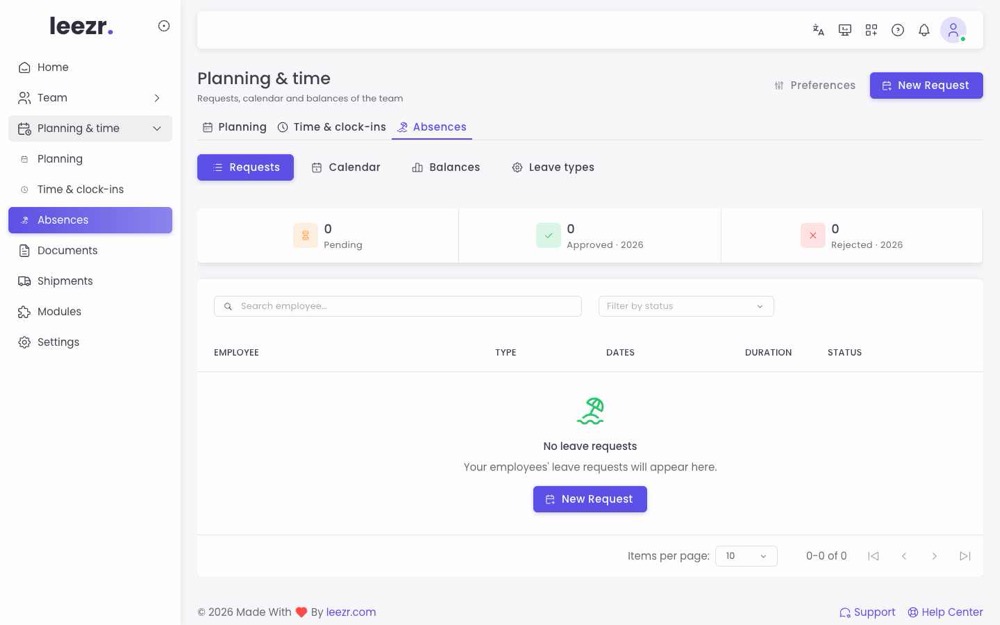 leezr.
Home
Team
Planning & time
Planning
Time & clock-ins
Absences
Documents
Shipments
Modules
Settings
Planning & time
Requests, calendar and balances of the team
Preferences
New Request
Planning
Time & clock-ins
Absences
Requests
Calendar
Balances
Leave types
0
Pending
0
Approved · 2026
0
Rejected · 2026
Search employee...
Filter by status
EMPLOYEE TYPE DATES DURATION STATUS
No leave requests
Your employees' leave requests will appear here.
New Request
Items per page: 10 0-0 of 0
© 2026 Made With ❤️ By leezr.com
Support
Help Center